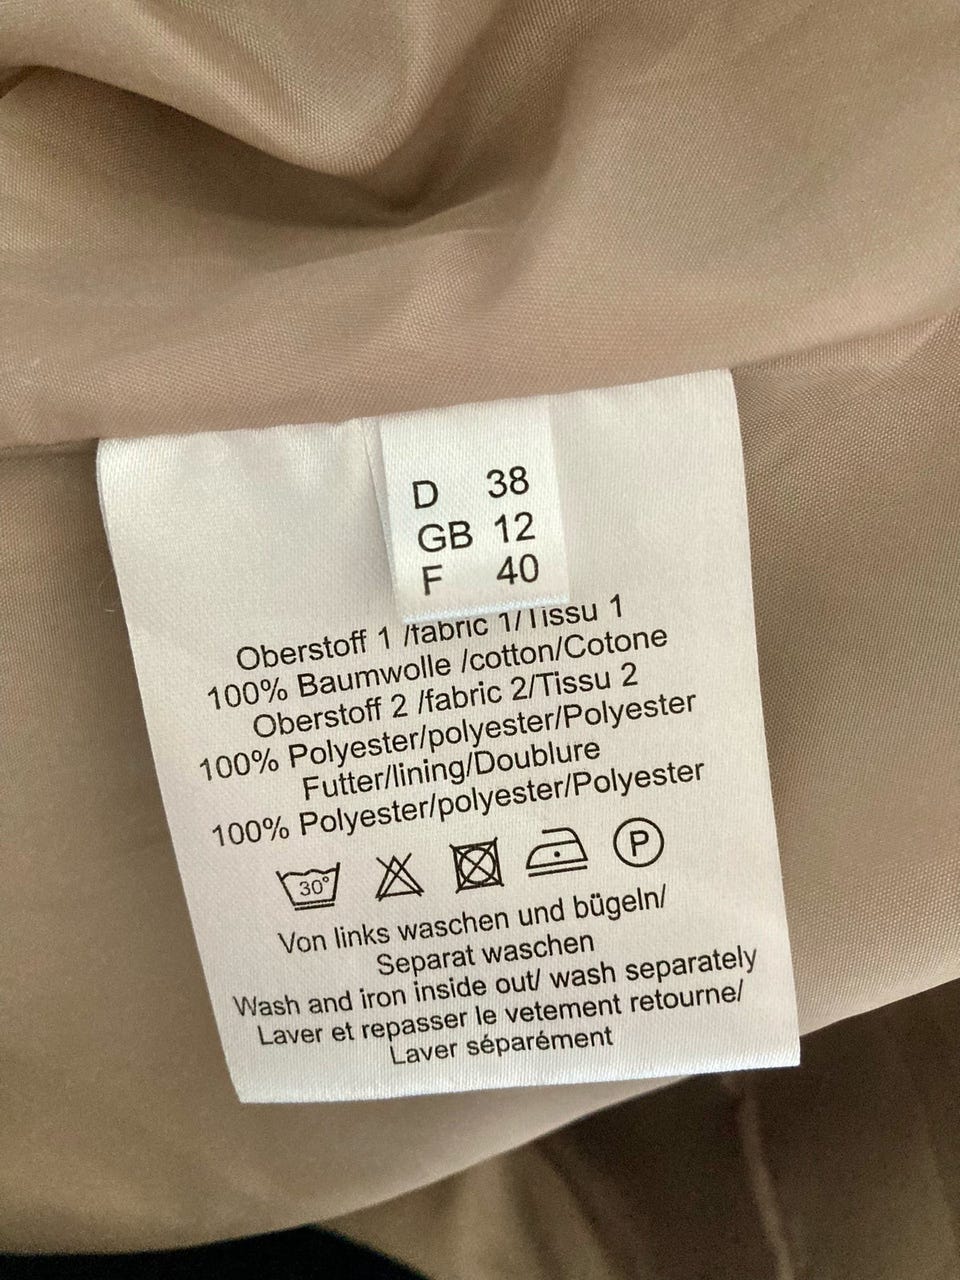 D 38
GB 12
F 40
Oberstoff 1 /fabric 1/Tissu 1
100% Baumwolle /cotton/Cotone
Oberstoff 2 /fabric 2/Tissu 2
100% Polyester/polyester/Polyester
Futter/lining/Doublure
100% Polyester/polyester/Polyester
30° P
Von links waschen und bügeln/
Separat waschen
Wash and iron inside out/ wash separately
Laver et repasser le vetement retourne/
Laver séparément